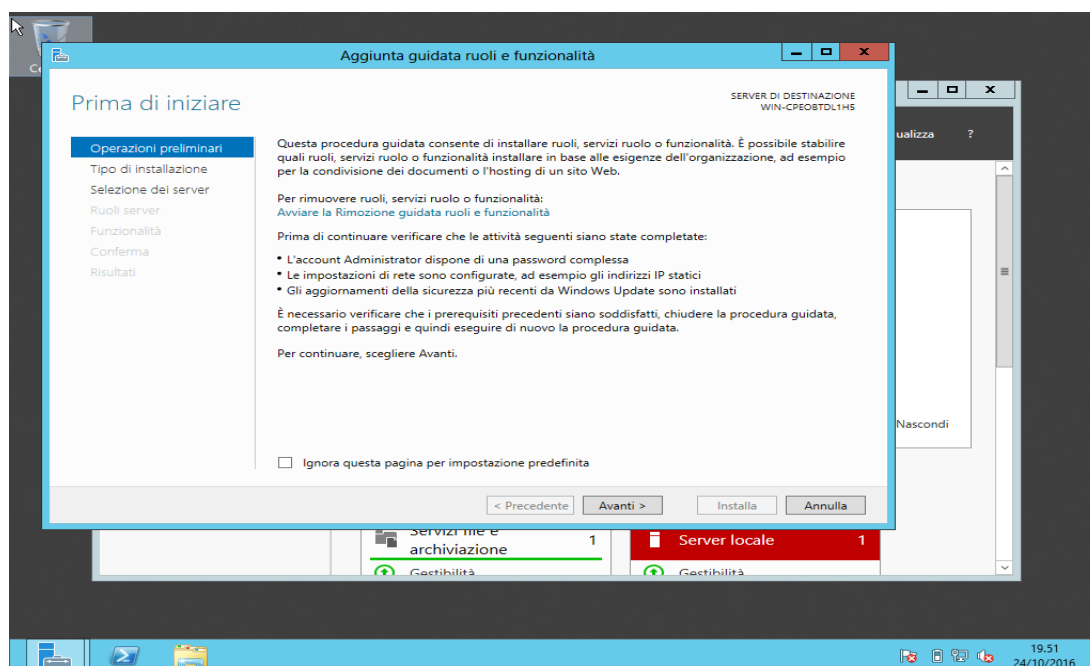 Aggiunta guidata ruoli e funzionalità
Prima di iniziare
SERVER DI DESTINAZIONE
WIN-CPEOBTDL1H5
Operazioni preliminari
Tipo di installazione
Selezione dei server
Ruoli server
Funzionalità
Conferma
Risultati
Questa procedura guidata consente di installare ruoli, servizi ruolo o funzionalità. È possibile stabilire
quali ruoli, servizi ruolo o funzionalità installare in base alle esigenze dell'organizzazione, ad esempio
per la condivisione dei documenti o l'hosting di un sito Web.
Per rimuovere ruoli, servizi ruolo o funzionalità:
Avviare la Rimozione guidata ruoli e funzionalità
Prima di continuare verificare che le attività seguenti siano state completate:
• L'account Administrator dispone di una password complessa
• Le impostazioni di rete sono configurate, ad esempio gli indirizzi IP statici
• Gli aggiornamenti della sicurezza più recenti da Windows Update sono installati
È necessario verificare che i prerequisiti precedenti siano soddisfatti, chiudere la procedura guidata,
completare i passaggi e quindi eseguire di nuovo la procedura guidata.
Per continuare, scegliere Avanti.
Ignora questa pagina per impostazione predefinita
< Precedente Avanti > Installa Annulla
ualizza ?
Nascondi
Servizi file e
archiviazione 1
Server locale 1
Gestibilità
Gestibilità
19.51
24/10/2016